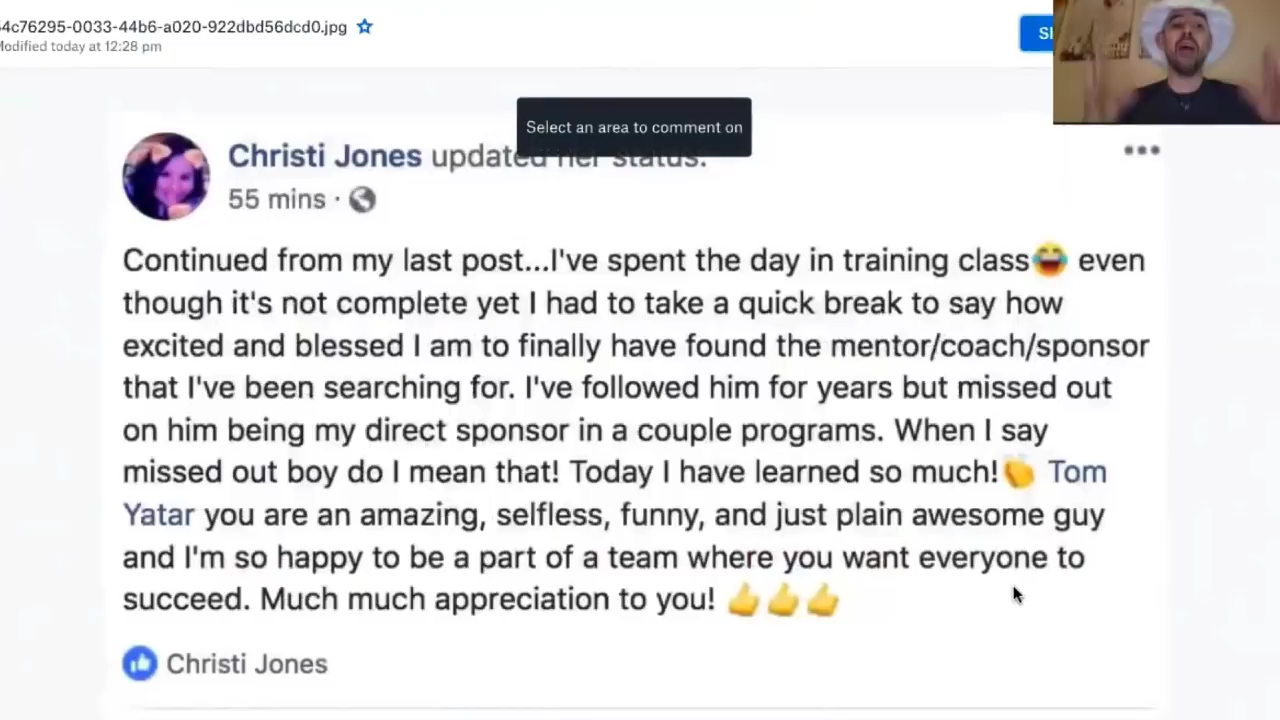 4c76295-0033-44b6-a020-922dbd56dcd0.jpg
Modified today at 12:28 pm
Select an area to comment on
Christi Jones updated her status.
55 mins ·
Continued from my last post...I've spent the day in training class😂 even
though it's not complete yet I had to take a quick break to say how
excited and blessed I am to finally have found the mentor/coach/sponsor
that I've been searching for. I've followed him for years but missed out
on him being my direct sponsor in a couple programs. When I say
missed out boy do I mean that! Today I have learned so much!👏 Tom
Yatar you are an amazing, selfless, funny, and just plain awesome guy
and I'm so happy to be a part of a team where you want everyone to
succeed. Much much appreciation to you! 👍👍👍
Christi Jones